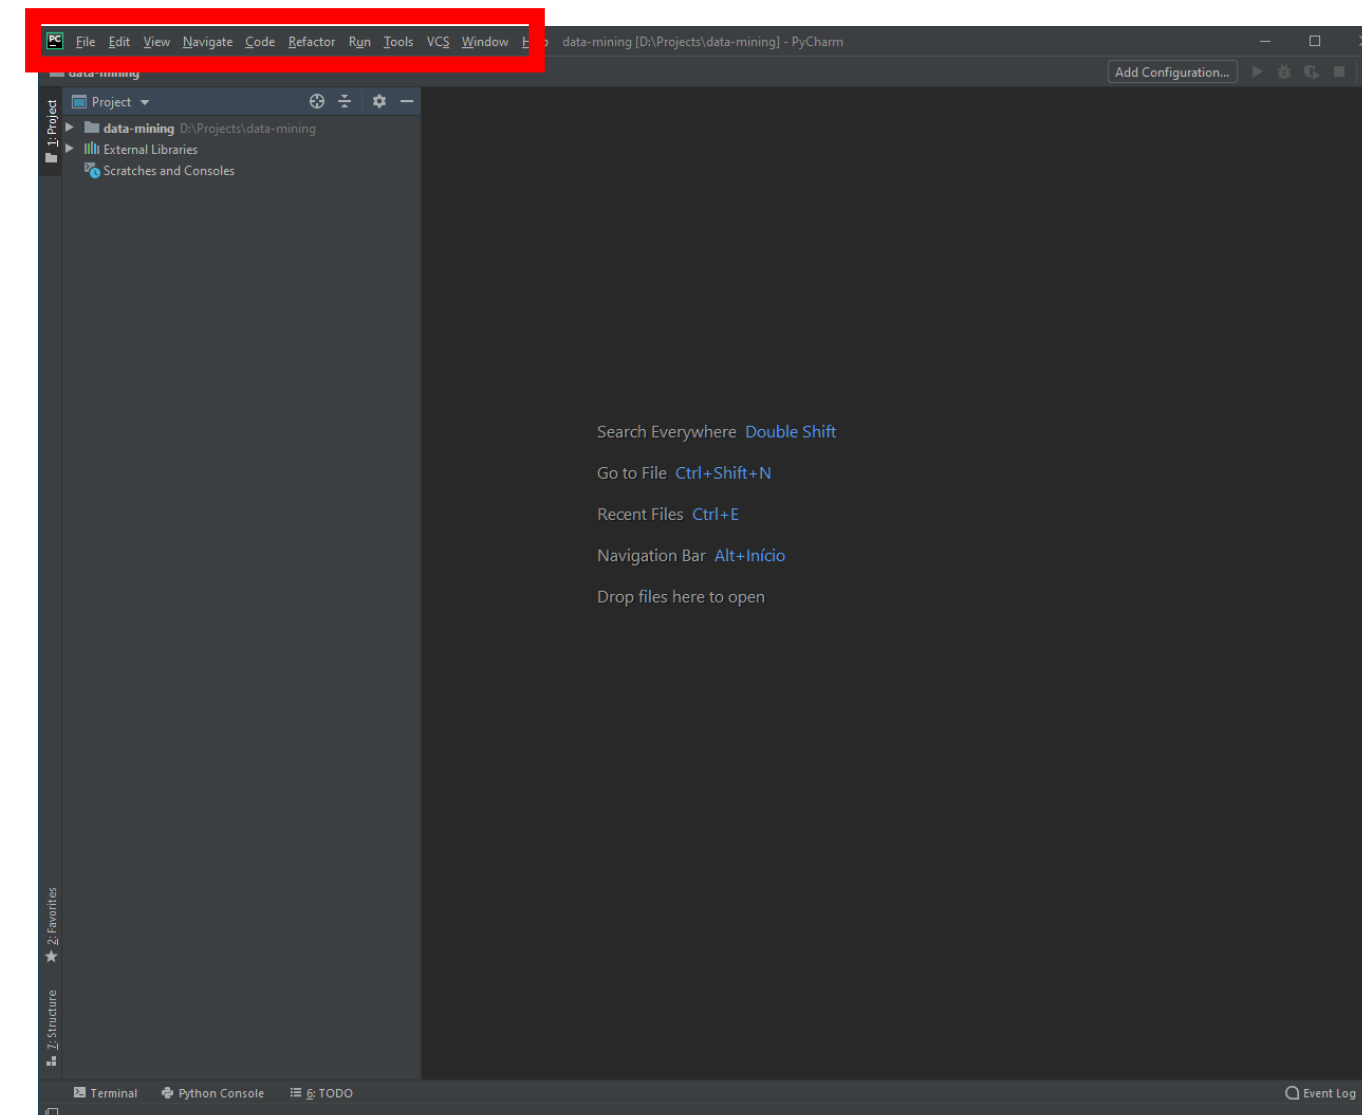 PC File Edit View Navigate Code Refactor Run Tools VCS Window data-mining [D:\Projects\data-mining] - PyCharm
data-mining Add Configuration...
1: Project
Project
data-mining D:\Projects\data-mining
External Libraries
Scratches and Consoles
Search Everywhere Double Shift
Go to File Ctrl+Shift+N
Recent Files Ctrl+E
Navigation Bar Alt+Início
Drop files here to open
2: Favorites
7: Structure
Terminal Python Console 6: TODO Event Log